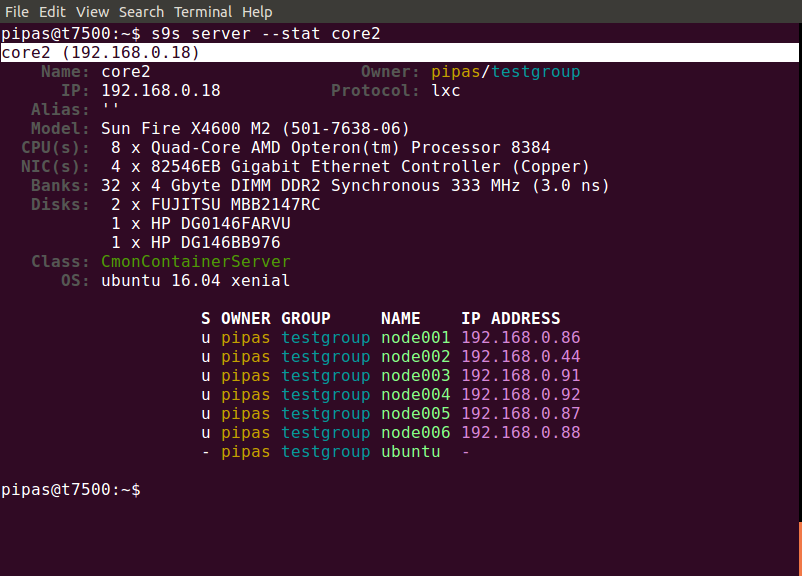 File Edit View Search Terminal Help
pipas@t7500:~$ s9s server --stat core2
core2 (192.168.0.18)
Name: core2 Owner: pipas/testgroup
IP: 192.168.0.18 Protocol: lxc
Alias: ''
Model: Sun Fire X4600 M2 (501-7638-06)
CPU(s): 8 x Quad-Core AMD Opteron(tm) Processor 8384
NIC(s): 4 x 82546EB Gigabit Ethernet Controller (Copper)
Banks: 32 x 4 Gbyte DIMM DDR2 Synchronous 333 MHz (3.0 ns)
Disks: 2 x FUJITSU MBB2147RC
1 x HP DG0146FARVU
1 x HP DG146BB976
Class: CmonContainerServer
OS: ubuntu 16.04 xenial
S OWNER GROUP NAME IP ADDRESS
u pipas testgroup node001 192.168.0.86
u pipas testgroup node002 192.168.0.44
u pipas testgroup node003 192.168.0.91
u pipas testgroup node004 192.168.0.92
u pipas testgroup node005 192.168.0.87
u pipas testgroup node006 192.168.0.88
- pipas testgroup ubuntu -
pipas@t7500:~$